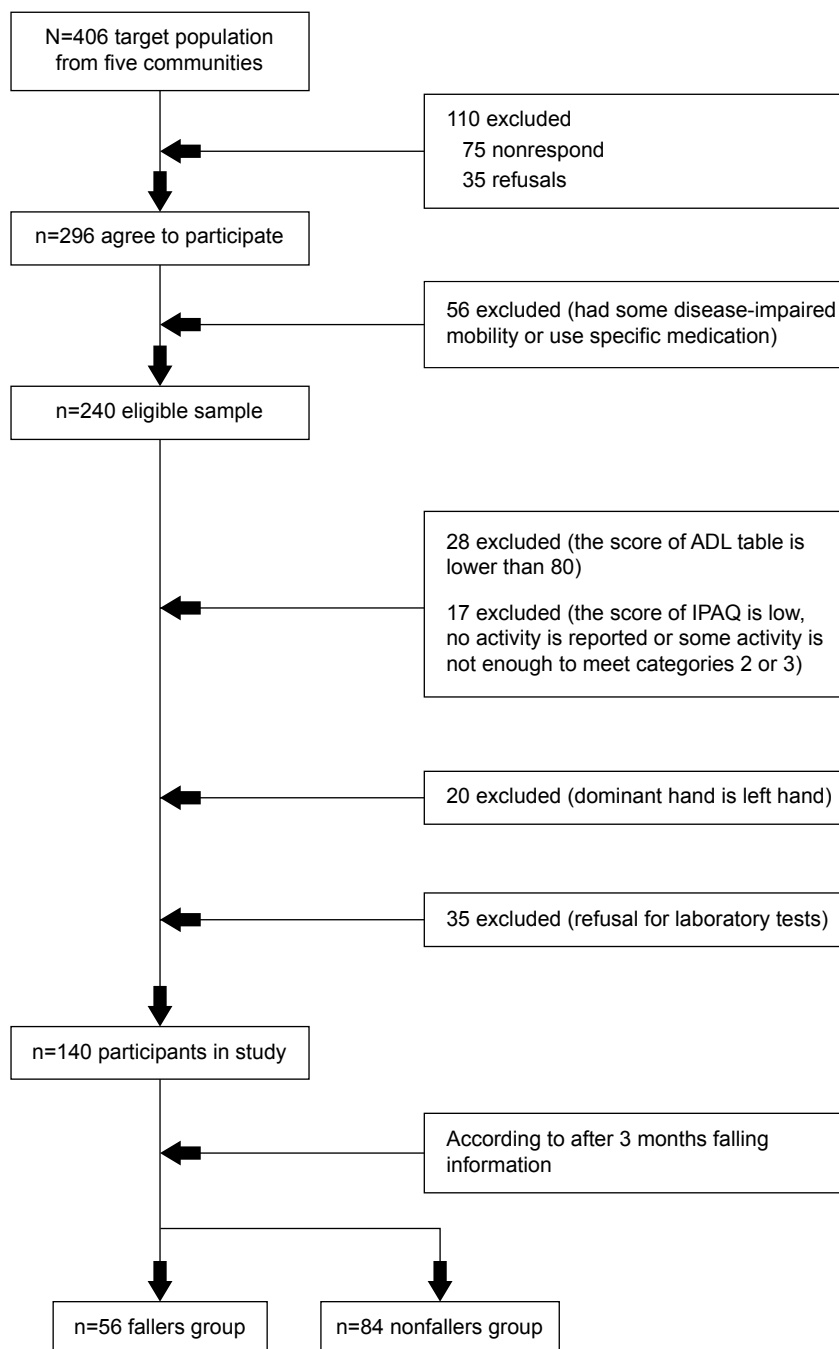 N=406 target population
from five communities
110 excluded
75 nonrespond
35 refusals
n=296 agree to participate
56 excluded (had some disease-impaired
mobility or use specific medication)
n=240 eligible sample
28 excluded (the score of ADL table is
lower than 80)
17 excluded (the score of IPAQ is low,
no activity is reported or some activity is
not enough to meet categories 2 or 3)
20 excluded (dominant hand is left hand)
35 excluded (refusal for laboratory tests)
n=140 participants in study
According to after 3 months falling
information
n=56 fallers group
n=84 nonfallers group